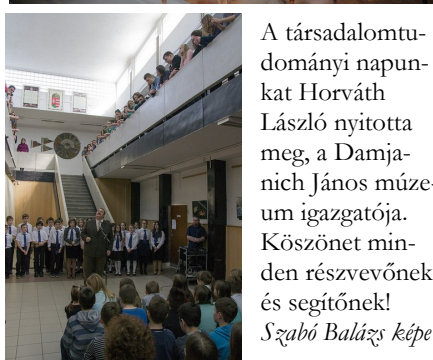 A társadalomtu-
dományi napun-
kat Horváth
László nyitotta
meg, a Damja-
nich János múze-
um igazgatója.
Köszönet min-
den részvevőnek
és segítőnek!
Szabó Balázs képe